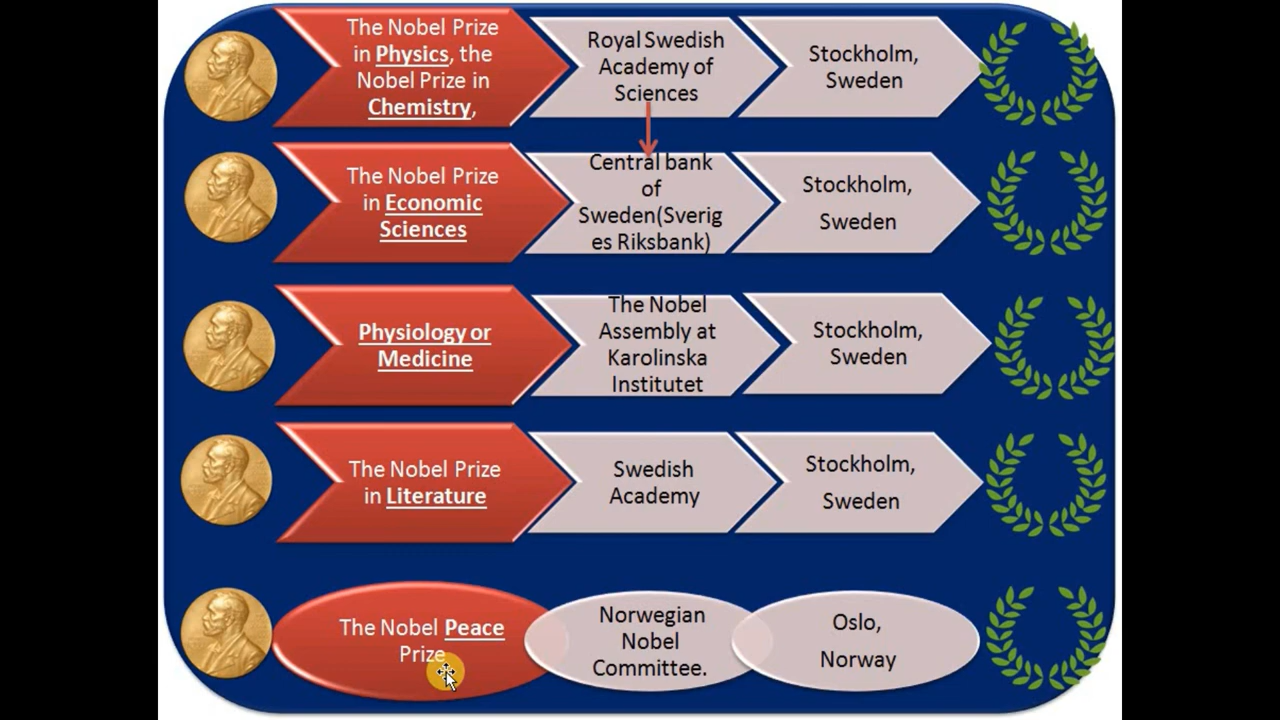 The Nobel Prize
in Physics, the
Nobel Prize in
Chemistry,
Royal Swedish
Academy of
Sciences
Stockholm,
Sweden
The Nobel Prize
in Economic
Sciences
Central bank
of
Sweden(Sverig
es Riksbank)
Stockholm,
Sweden
Physiology or
Medicine
The Nobel
Assembly at
Karolinska
Institutet
Stockholm,
Sweden
The Nobel Prize
in Literature
Swedish
Academy
Stockholm,
Sweden
The Nobel Peace
Prize
Norwegian
Nobel
Committee.
Oslo,
Norway